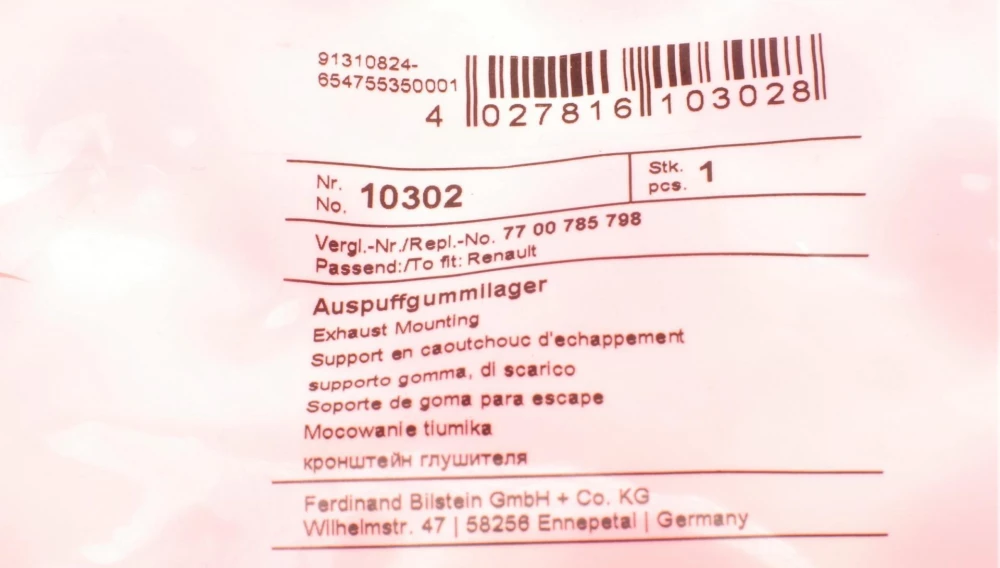 91310824-
654755350001
4 027816 103028
Nr.
No. 10302
Stk.
pcs. 1
Vergl.-Nr./Repl.-No. 77 00 785 798
Passend:/To fit: Renault
Auspuffgummilager
Exhaust Mounting
Support en caoutchouc d'echappement
supporto gomma, di scarico
Soporte de goma para escape
Mocowanie tlumika
кронштейн глушителя
Ferdinand Bilstein GmbH + Co. KG
Wilhelmstr. 47 | 58256 Ennepetal | Germany